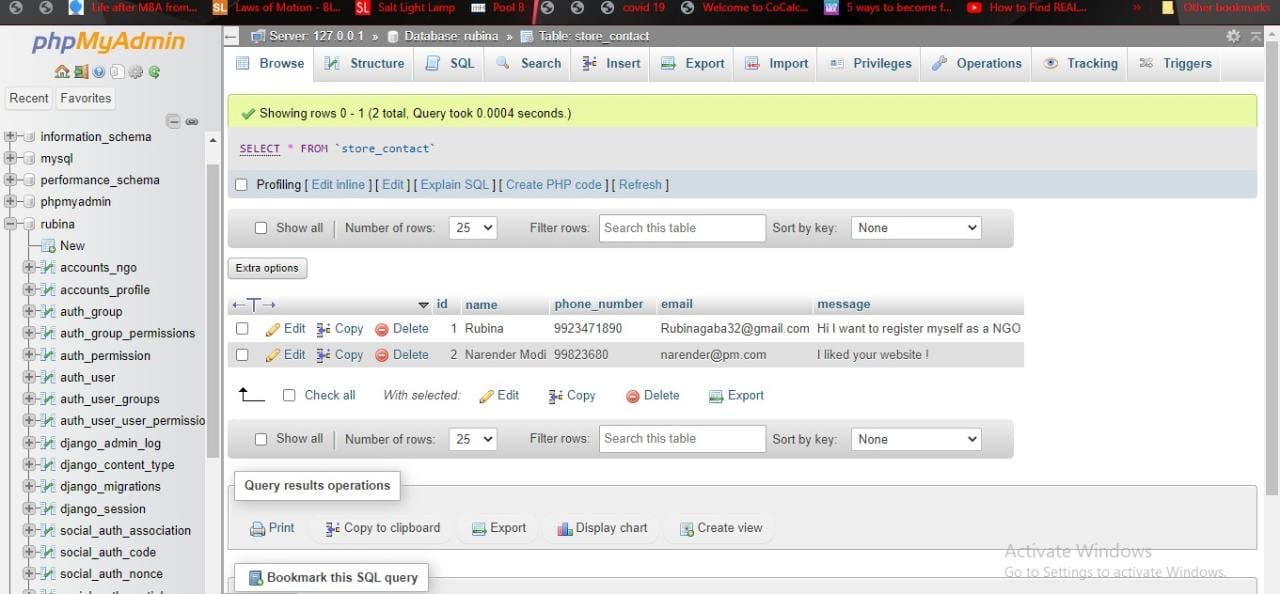 Life after MBA from... SL Laws of Motion - Bl... SL Salt Light Lamp Pool B covid 19 Welcome to CoCalc... 5 ways to become f... How to Find REAL... » Other bookmarks
phpMyAdmin
Recent Favorites
information_schema
mysql
performance_schema
phpmyadmin
rubina
New
accounts_ngo
accounts_profile
auth_group
auth_group_permissions
auth_permission
auth_user
auth_user_groups
auth_user_user_permissio
django_admin_log
django_content_type
django_migrations
django_session
social_auth_association
social_auth_code
social_auth_nonce
Server: 127.0.0.1 » Database: rubina » Table: store_contact
Browse Structure SQL Search Insert Export Import Privileges Operations Tracking Triggers
Showing rows 0 - 1 (2 total, Query took 0.0004 seconds.)
SELECT * FROM `store_contact`
Profiling [ Edit inline ] [ Edit ] [ Explain SQL ] [ Create PHP code ] [ Refresh ]
Show all Number of rows: 25 Filter rows: Search this table Sort by key: None
Extra options
←T→ id name phone_number email message
Edit Copy Delete 1 Rubina 9923471890 Rubinagaba32@gmail.com Hi I want to register myself as a NGO
Edit Copy Delete 2 Narender Modi 99823680 narender@pm.com I liked your website !
Check all With selected: Edit Copy Delete Export
Show all Number of rows: 25 Filter rows: Search this table Sort by key: None
Query results operations
Print Copy to clipboard Export Display chart Create view
Bookmark this SQL query
Activate Windows
Go to Settings to activate Windows.